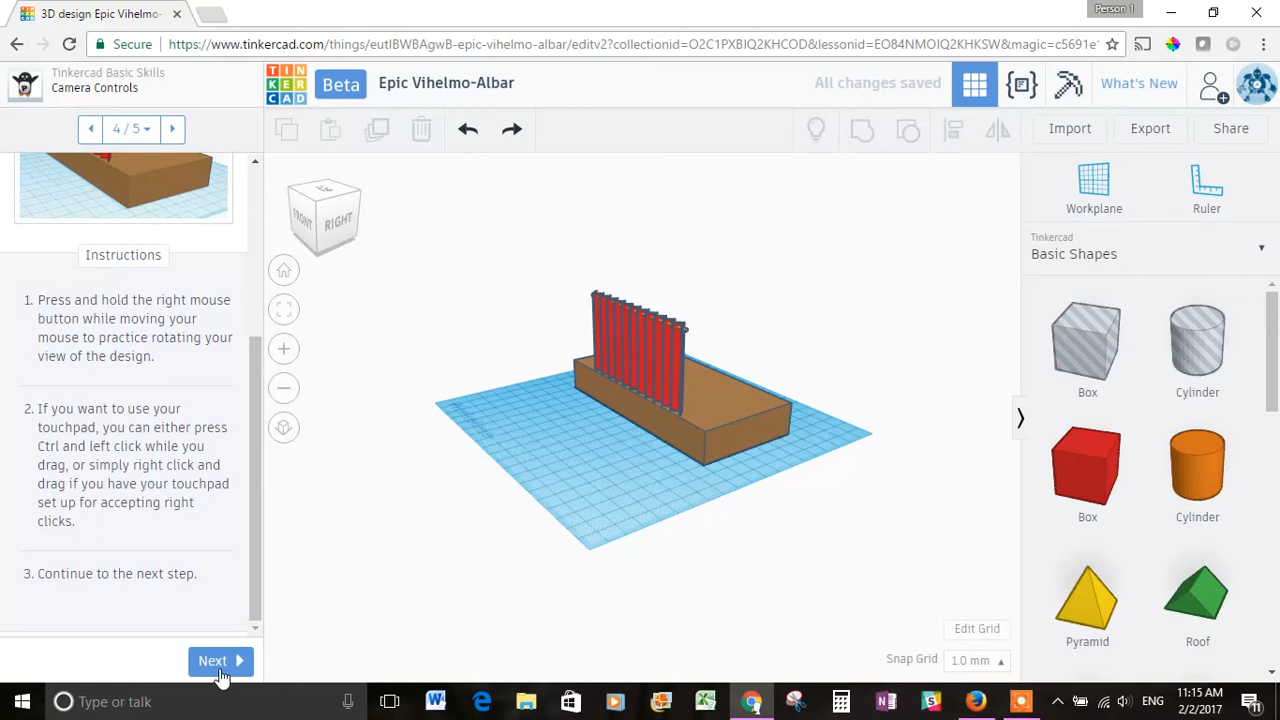 3D design Epic Vihelmo-
Person 1
Secure
https://www.tinkercad.com/things/eutlBWBAgwB-epic-vihelmo-albar/editv2?collectionid=O2C1PXBIQ2KHCOD&lessonid=EO84NMOIQ2KHKSW&magic=c5691e
Tinkercad Basic Skills
Camera Controls
TIN
KER
CAD
Beta
Epic Vihelmo-Albar
All changes saved
What's New
4 / 5
Import
Export
Share
Instructions
1. Press and hold the right mouse
button while moving your
mouse to practice rotating your
view of the design.
2. If you want to use your
touchpad, you can either press
Ctrl and left click while you
drag, or simply right click and
drag if you have your touchpad
set up for accepting right
clicks.
3. Continue to the next step.
Next
TOP
FRONT
RIGHT
Workplane
Ruler
Tinkercad
Basic Shapes
Box
Cylinder
Box
Cylinder
Pyramid
Roof
Edit Grid
Snap Grid
1.0 mm
Type or talk
ENG
11:15 AM
2/2/2017
11